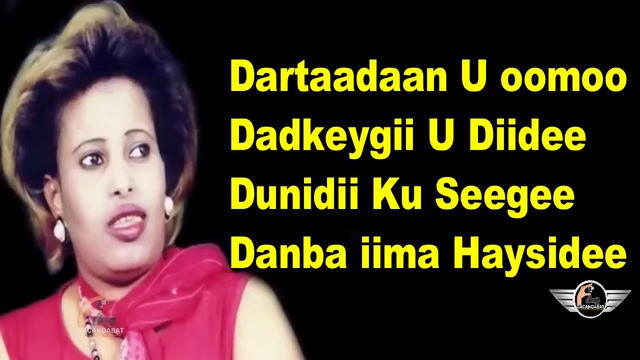 Dartaadaan U oomoo
Dadkeygii U Diidee
Dunidii Ku Seegee
Danba iima Haysidee